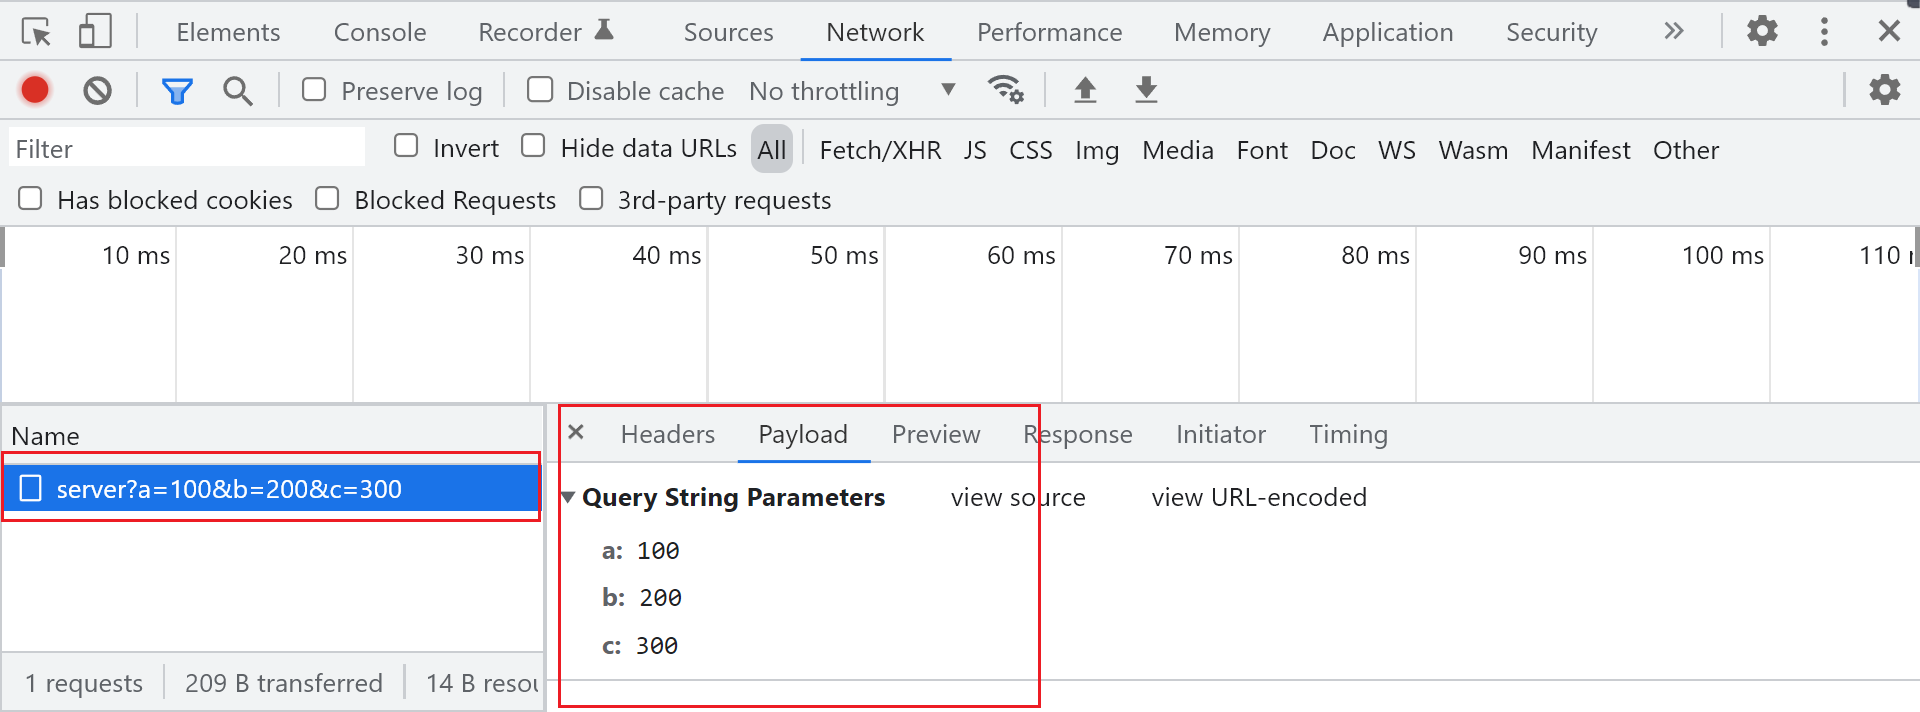 Elements Console Recorder Sources Network Performance Memory Application Security
Preserve log Disable cache No throttling
Filter Invert Hide data URLs All Fetch/XHR JS CSS Img Media Font Doc WS Wasm Manifest Other
Has blocked cookies Blocked Requests 3rd-party requests
10 ms 20 ms 30 ms 40 ms 50 ms 60 ms 70 ms 80 ms 90 ms 100 ms 110
Name
server?a=100&b=200&c=300
Headers Payload Preview Response Initiator Timing
Query String Parameters view source view URL-encoded
a: 100
b: 200
c: 300
1 requests 209 B transferred 14 B